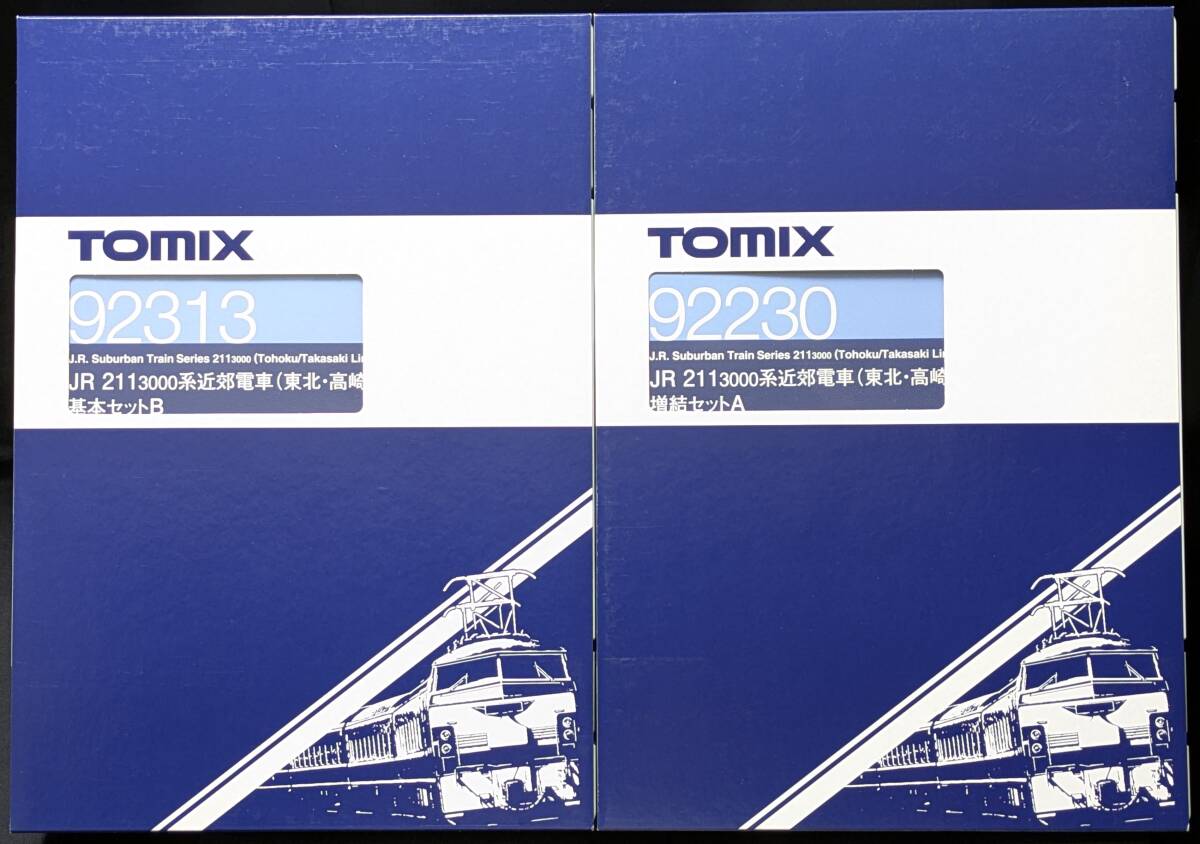 TOMIX
92313
J.R. Suburban Train Series 2113000 (Tohoku/Takasaki Li
JR 2113000系近郊電車(東北・高崎
基本セットB
TOMIX
92230
J.R. Suburban Train Series 2113000 (Tohoku/Takasaki Li
JR 2113000系近郊電車(東北・高崎
増結セットA